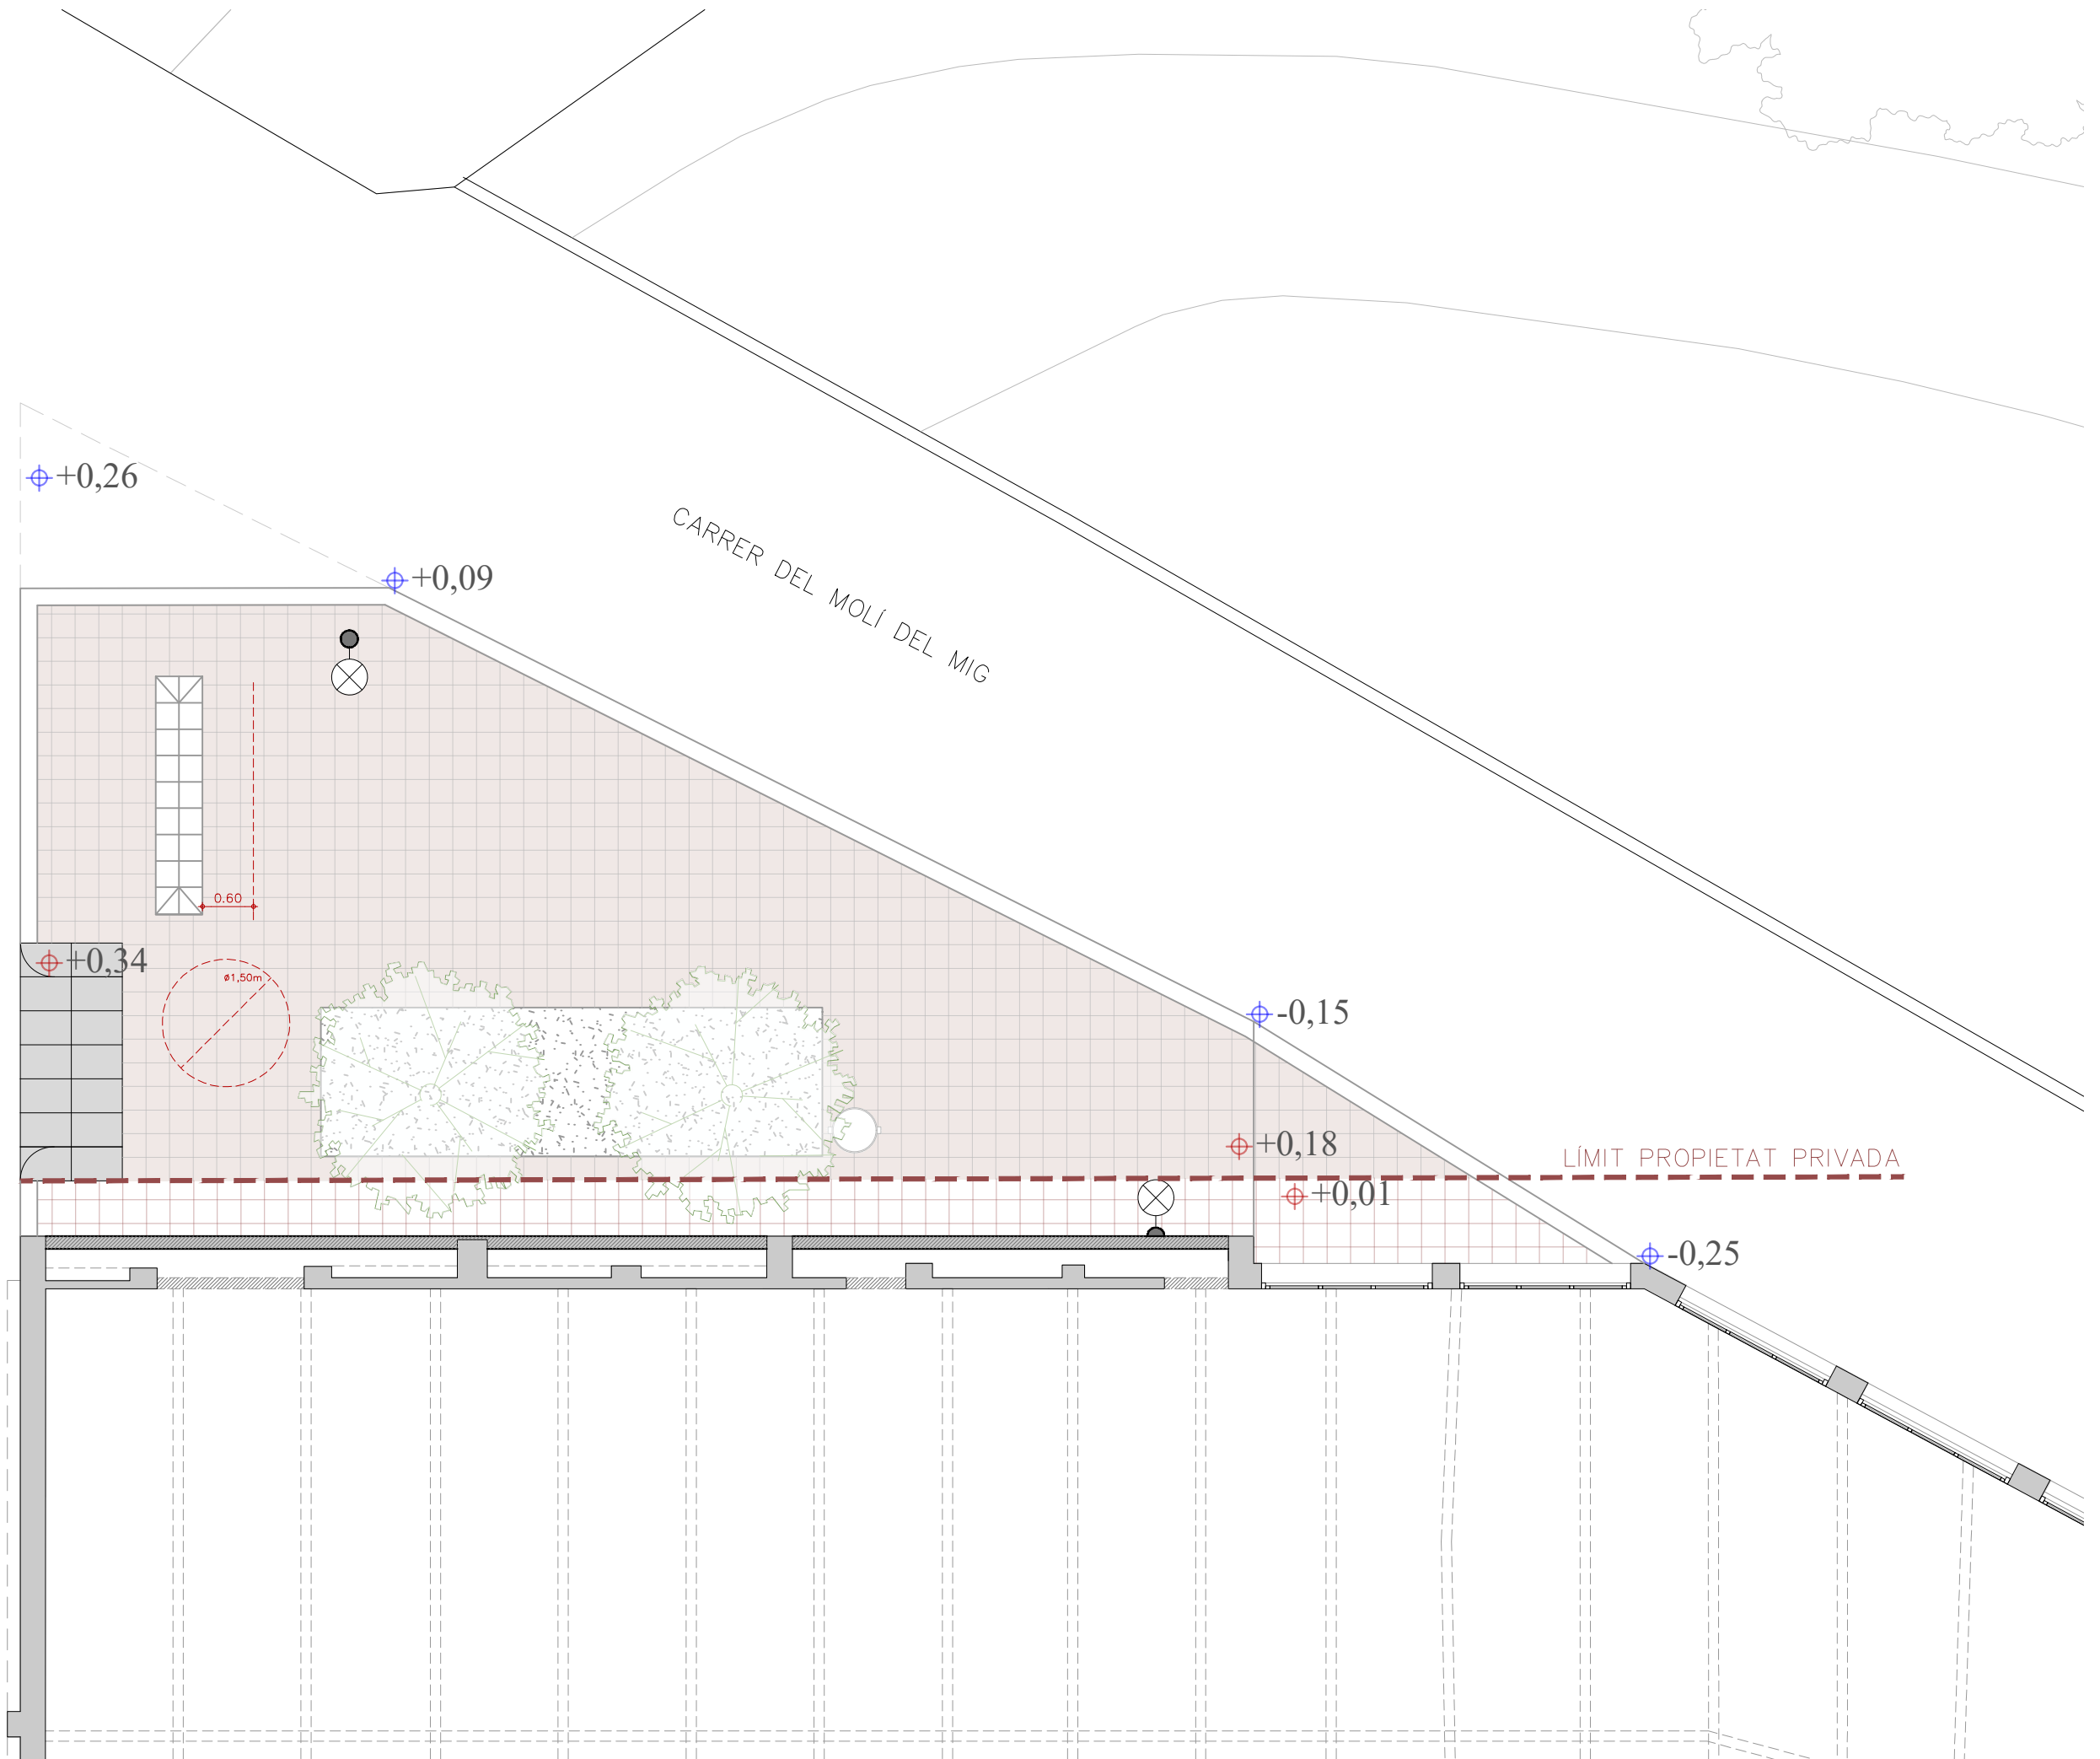 +0,26
+0,09
CARRER DEL MOLÍ DEL MIG
0.60
+0,34
ø1,50m
-0,15
+0,18
LÍMIT PROPIETAT PRIVADA
+0,01
-0,25